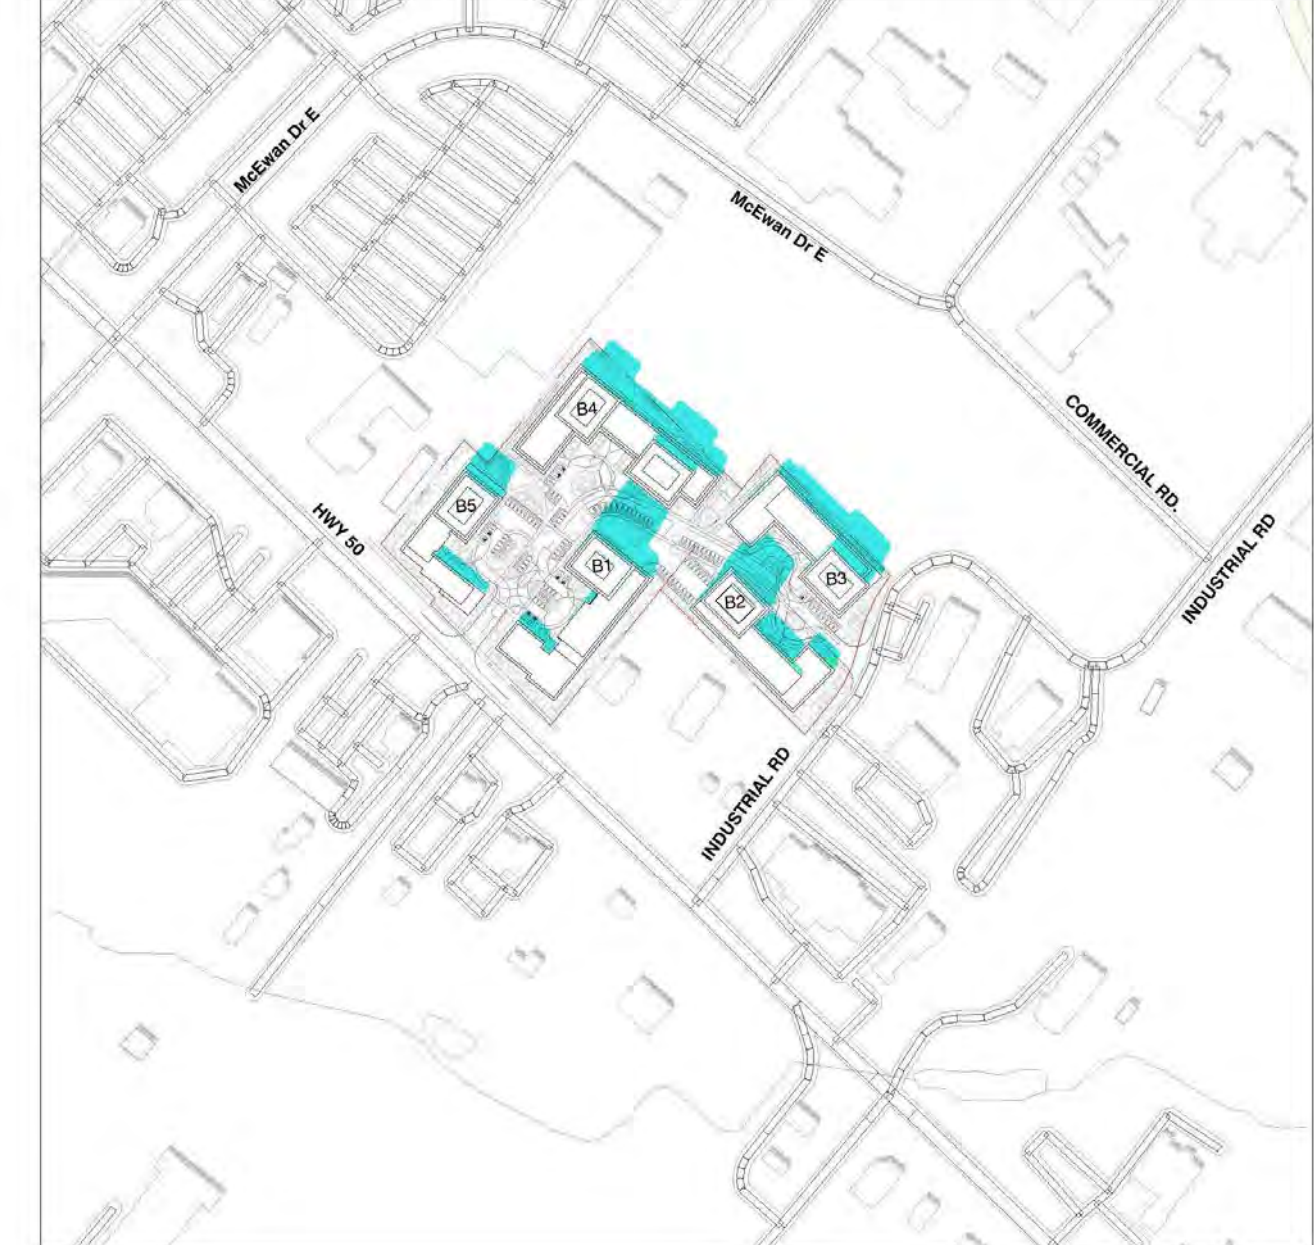 McEwan Dr E
McEwan Dr E
B4
COMMERCIAL RD.
B5
HWY 50
B1
B3
B2
INDUSTRIAL RD
INDUSTRIAL RD